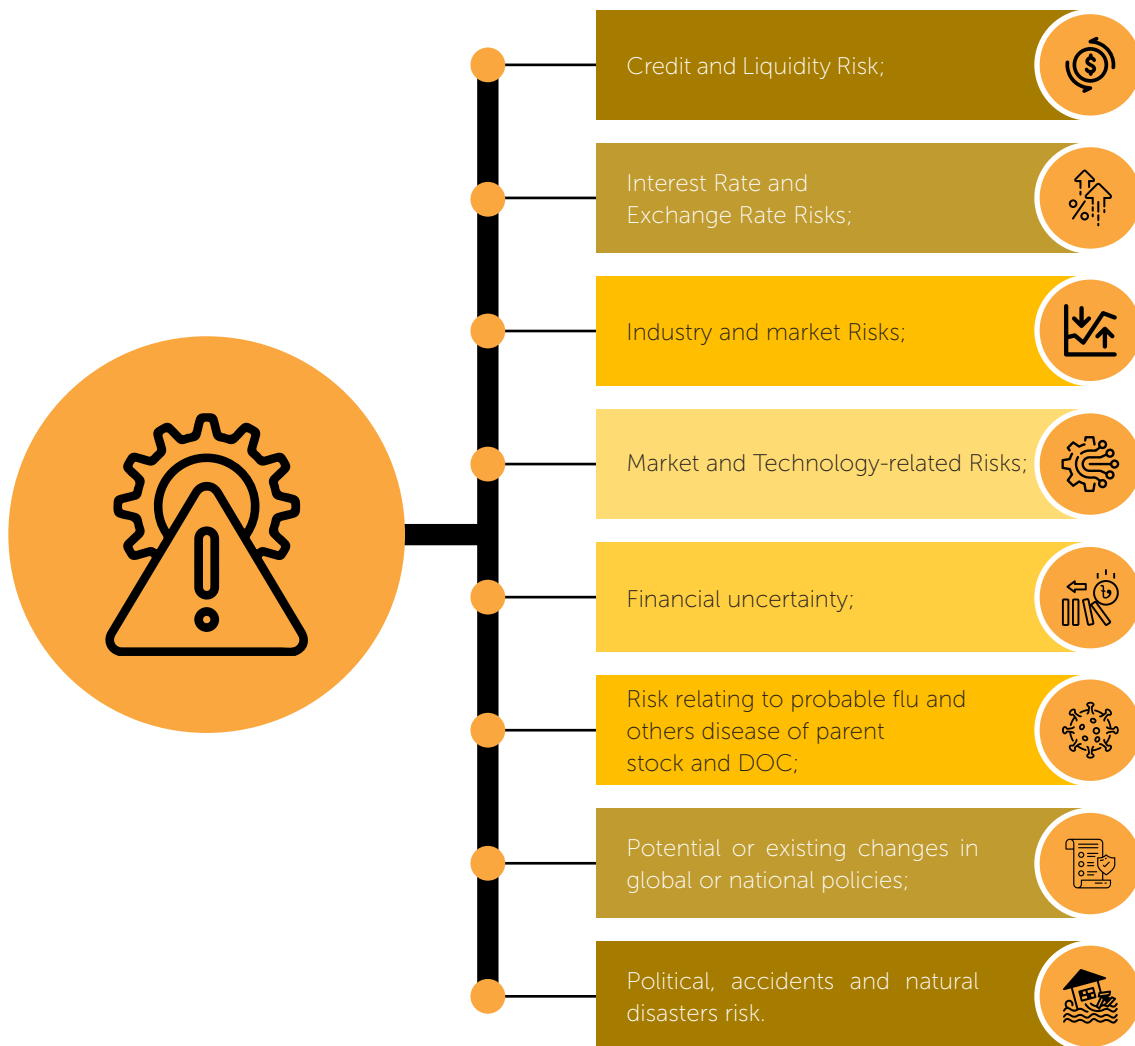 Credit and Liquidity Risk;
Interest Rate and
Exchange Rate Risks;
Industry and market Risks;
Market and Technology-related Risks;
Financial uncertainty;
Risk relating to probable flu and
others disease of parent
stock and DOC;
Potential or existing changes in
global or national policies;
Political, accidents and natural
disasters risk.